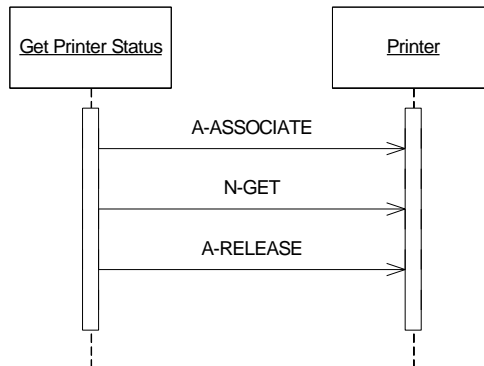 Get Printer Status
Printer
A-ASSOCIATE
N-GET
A-RELEASE